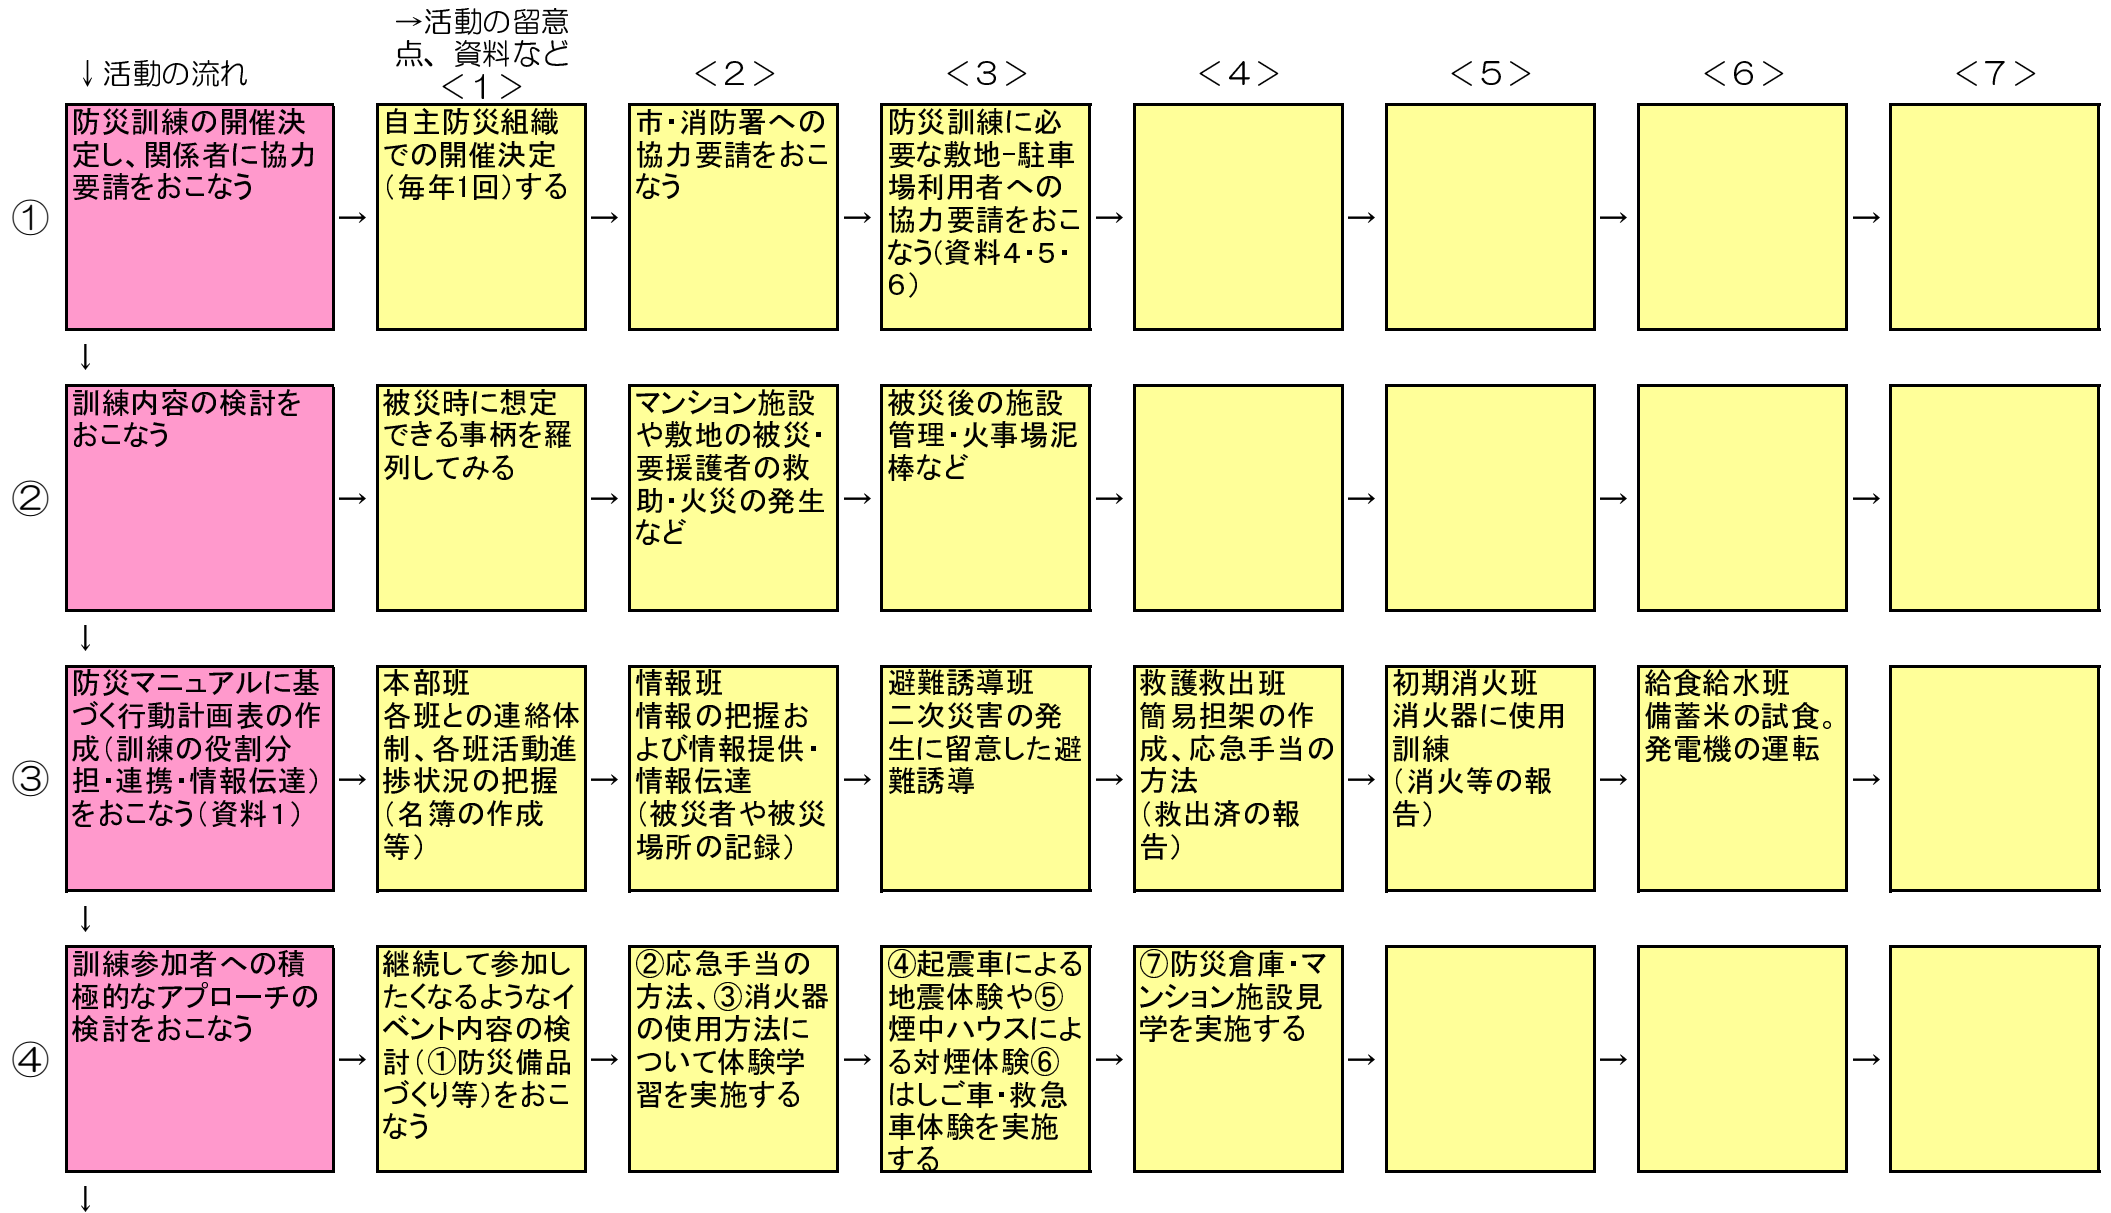 ↓活動の流れ
→活動の留意
点、資料など
＜1＞
＜2＞
＜3＞
＜4＞
＜5＞
＜6＞
＜7＞
①
防災訓練の開催決
定し、関係者に協力
要請をおこなう
→
自主防災組織
での開催決定
（毎年1回）する
→
市・消防署への
協力要請をおこ
なう
→
防災訓練に必
要な敷地-駐車
場利用者への
協力要請をおこ
なう（資料4・5・
6）
→
→
→
→
↓
②
訓練内容の検討を
おこなう
→
被災時に想定
できる事柄を羅
列してみる
→
マンション施設
や敷地の被災・
要援護者の救
助・火災の発生
など
→
被災後の施設
管理・火事場泥
棒など
→
→
→
→
↓
③
防災マニュアルに基
づく行動計画表の作
成（訓練の役割分
担・連携・情報伝達）
をおこなう（資料1）
→
本部班
各班との連絡体
制、各班活動進
捗状況の把握
（名簿の作成
等）
→
情報班
情報の把握お
よび情報提供・
情報伝達
（被災者や被災
場所の記録）
→
避難誘導班
二次災害の発
生に留意した避
難誘導
→
救護救出班
簡易担架の作
成、応急手当の
方法
（救出済の報
告）
→
初期消火班
消火器に使用
訓練
（消火等の報
告）
→
給食給水班
備蓄米の試食。
発電機の運転
→
↓
④
訓練参加者への積
極的なアプローチの
検討をおこなう
→
継続して参加し
たくなるようなイ
ベント内容の検
討（①防災備品
づくり等）をおこ
なう
→
②応急手当の
方法、③消火器
の使用方法に
ついて体験学
習を実施する
→
④起震車による
地震体験や⑤
煙中ハウスによ
る対煙体験⑥
はしご車・救急
車体験を実施
する
→
⑦防災倉庫・マ
ンション施設見
学を実施する
→
→
→
↓